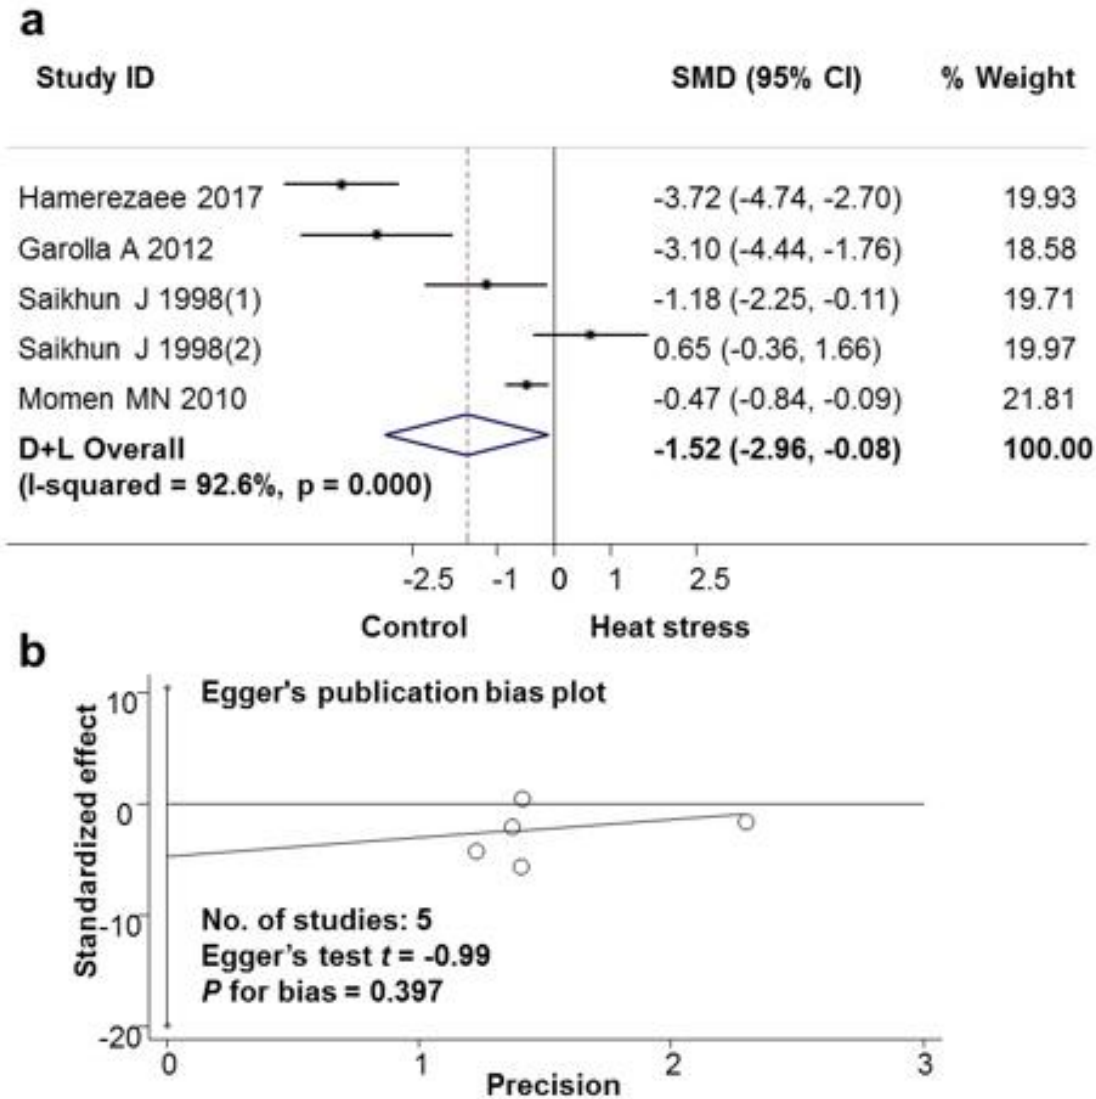 a
Study ID SMD (95% CI) % Weight
Hamerezaee 2017 -3.72 (-4.74, -2.70) 19.93
Garolla A 2012 -3.10 (-4.44, -1.76) 18.58
Saikhun J 1998(1) -1.18 (-2.25, -0.11) 19.71
Saikhun J 1998(2) 0.65 (-0.36, 1.66) 19.97
Momen MN 2010 -0.47 (-0.84, -0.09) 21.81
D+L Overall -1.52 (-2.96, -0.08) 100.00
(I-squared = 92.6%, p = 0.000)
-2.5 -1 0 1 2.5
Control Heat stress
b
Egger's publication bias plot
Standardized effect
10
0
-10
-20
No. of studies: 5
Egger’s test t = -0.99
P for bias = 0.397
0 1 2 3
Precision